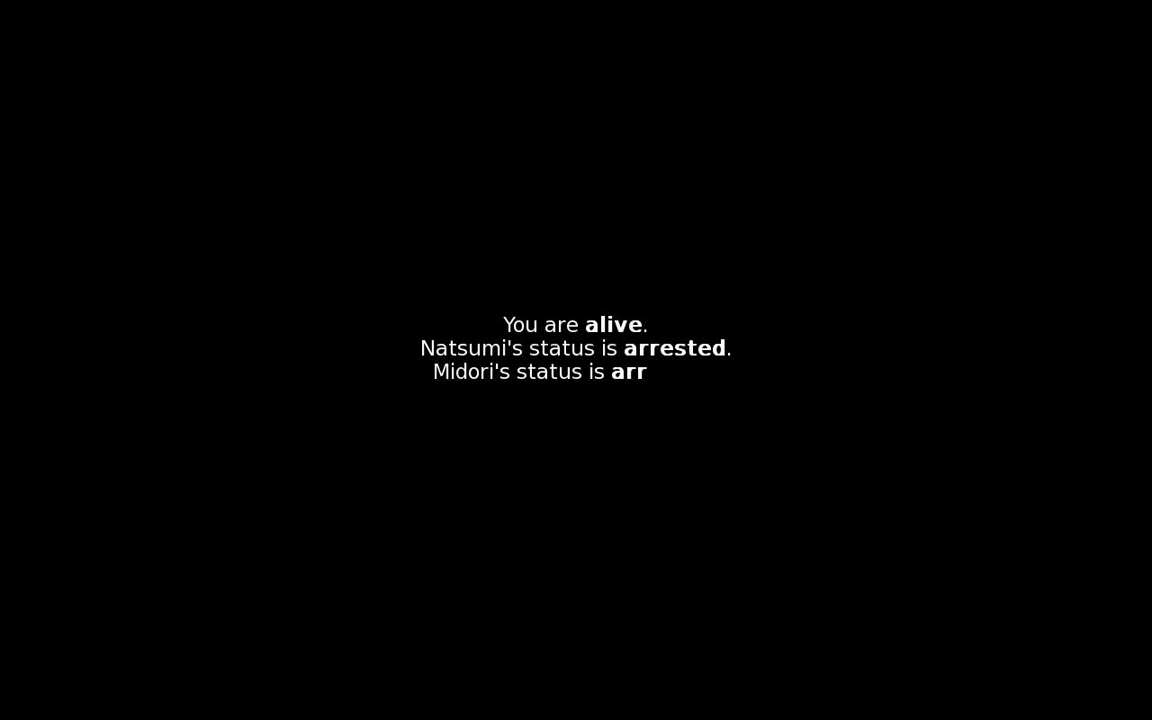 You are alive.
Natsumi's status is arrested.
Midori's status is arr